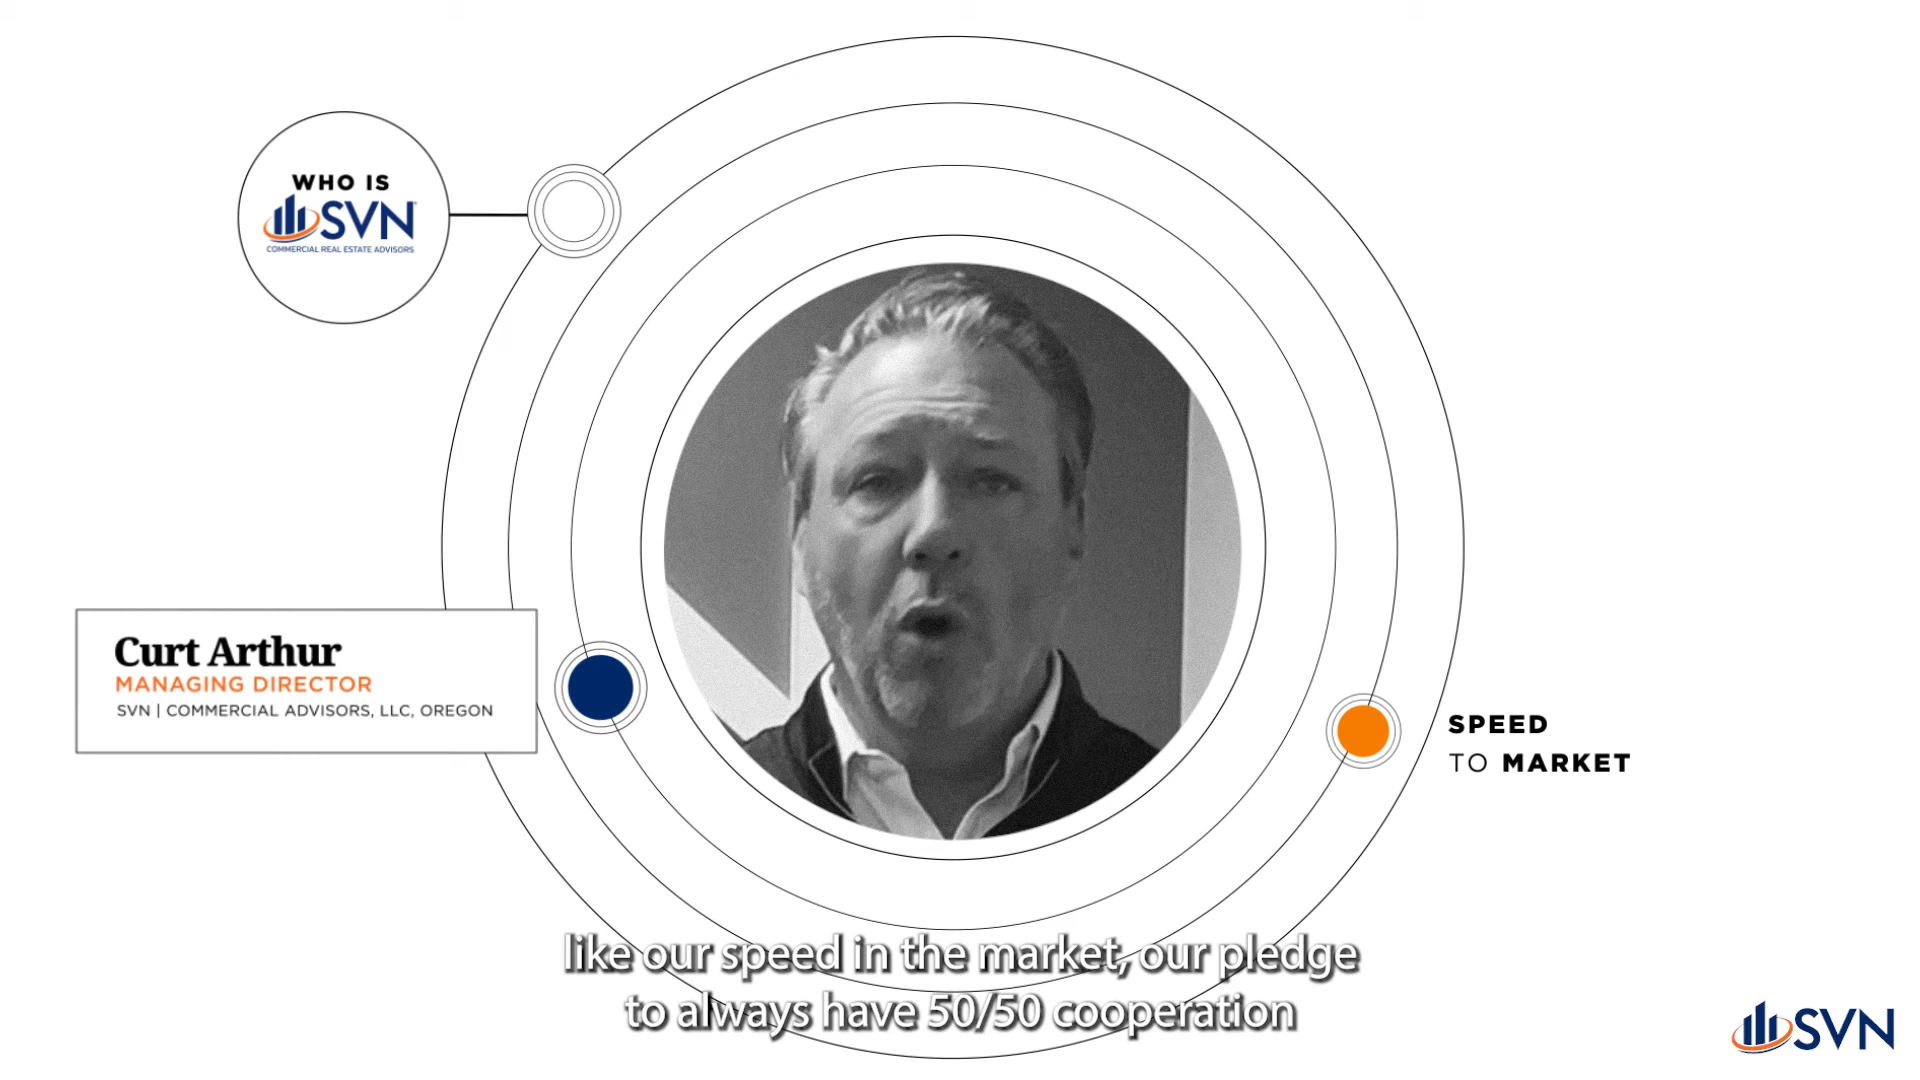 WHO IS
SVN
COMMERCIAL REAL ESTATE ADVISORS
Curt Arthur
MANAGING DIRECTOR
SVN | COMMERCIAL ADVISORS, LLC, OREGON
SPEED
TO MARKET
like our speed in the market, our pledge
to always have 50/50 cooperation
SVN